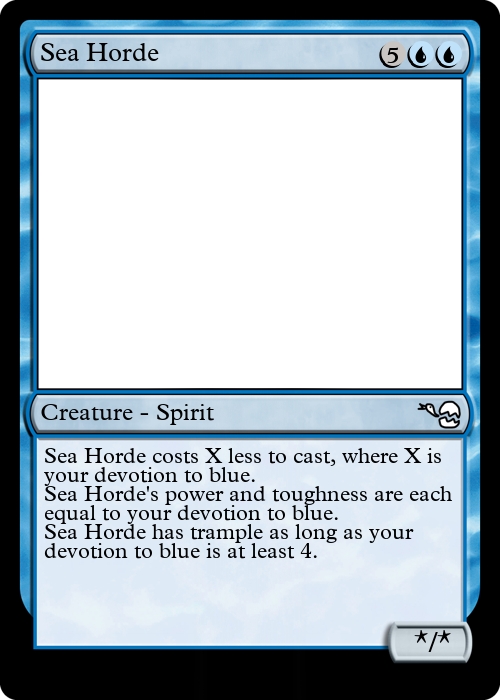 Sea Horde 5
Creature - Spirit
Sea Horde costs X less to cast, where X is
your devotion to blue.
Sea Horde's power and toughness are each
equal to your devotion to blue.
Sea Horde has trample as long as your
devotion to blue is at least 4.
★/★